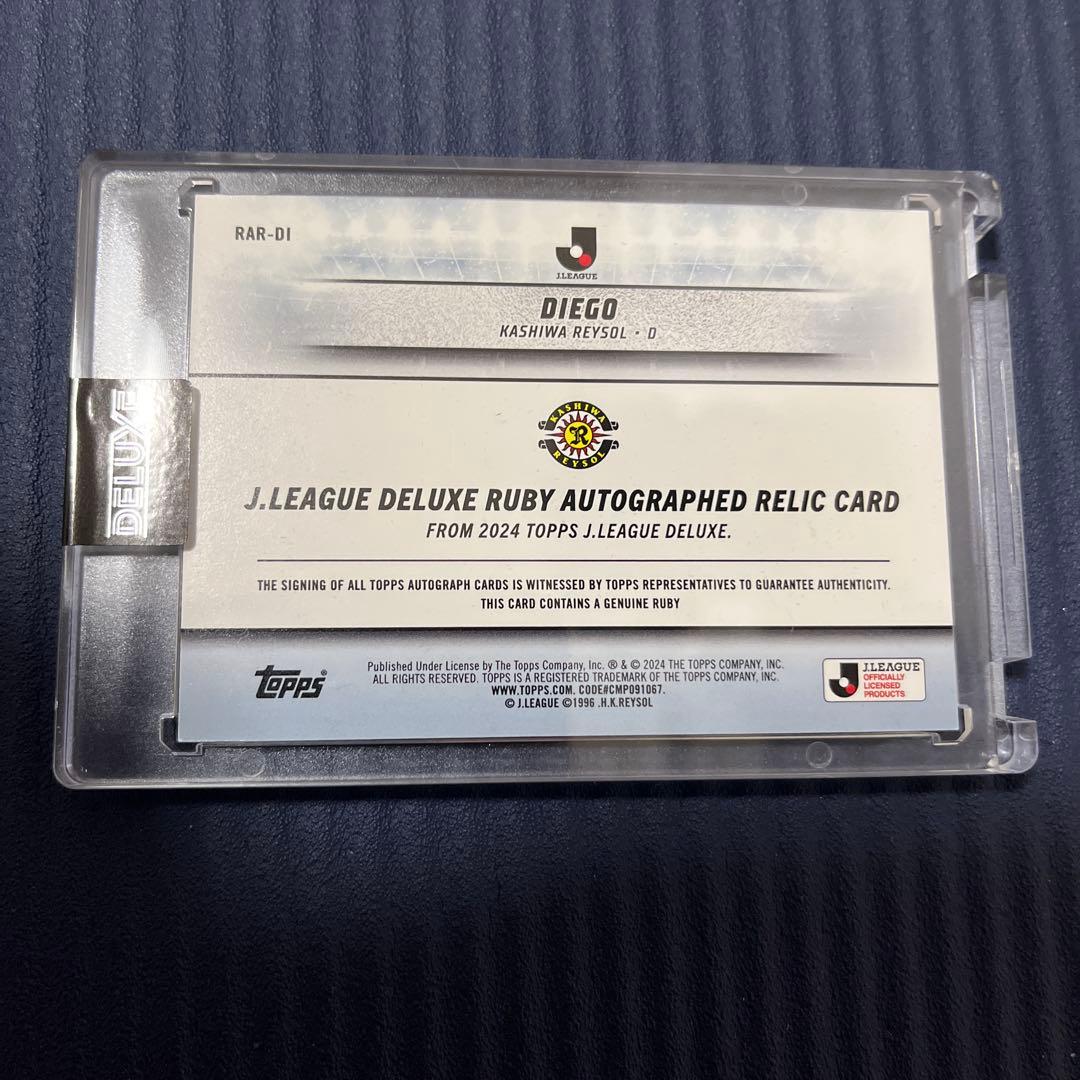 RAR-DI
J.LEAGUE
DIEGO
KASHIWA REYSOL • D
DELUXE
KASHIWA
R
REYSOL
J.LEAGUE DELUXE RUBY AUTOGRAPHED RELIC CARD
FROM 2024 TOPPS J.LEAGUE DELUXE.
THE SIGNING OF ALL TOPPS AUTOGRAPH CARDS IS WITNESSED BY TOPPS REPRESENTATIVES TO GUARANTEE AUTHENTICITY.
THIS CARD CONTAINS A GENUINE RUBY
topps®
Published Under License by The Topps Company, Inc. ® & © 2024 THE TOPPS COMPANY, INC.
ALL RIGHTS RESERVED. TOPPS IS A REGISTERED TRADEMARK OF THE TOPPS COMPANY, INC.
WWW.TOPPS.COM. CODE#CMP091067.
© J.LEAGUE ©1996 .H.K.REYSOL
J.LEAGUE
OFFICIALLY
LICENSED
PRODUCTS